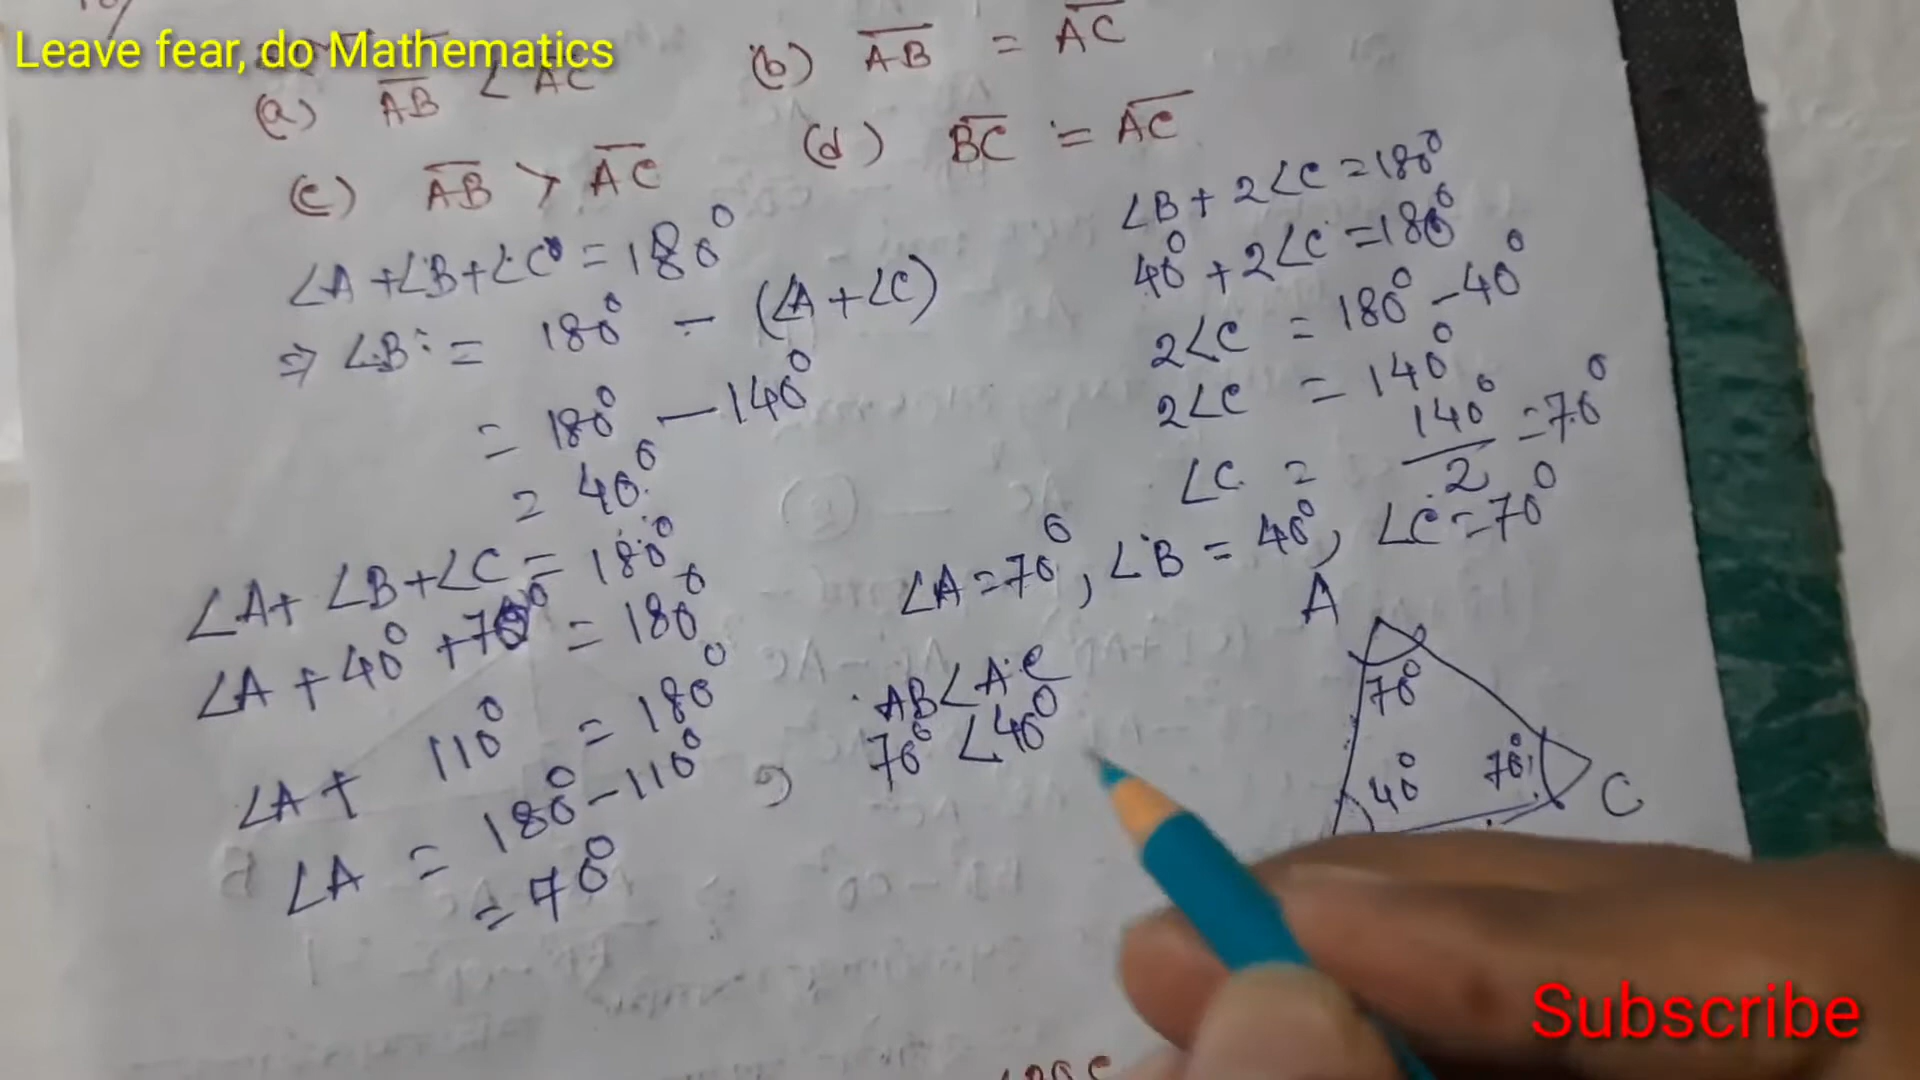 Leave fear, do Mathematics
(a) AB < AC (b) AB = AC
(c) AB > AC (d) BC = AC
∠A + ∠B + ∠C = 180°
⇒ ∠B = 180° − (∠A + ∠C)
= 180° − 140°
= 40°
∠A + ∠B + ∠C = 180°
∠A + 40° + 70° = 180°
∠A + 110° = 180°
∠A = 180° − 110°
= 70°
∠B + 2∠C = 180°
40° + 2∠C = 180°
2∠C = 180° − 40°
2∠C = 140°
∠C = 140°/2 = 70°
∠A = 70°, ∠B = 40°, ∠C = 70°
AB < AC
70° < 40°
A
70°
40° 70°
C
Subscribe